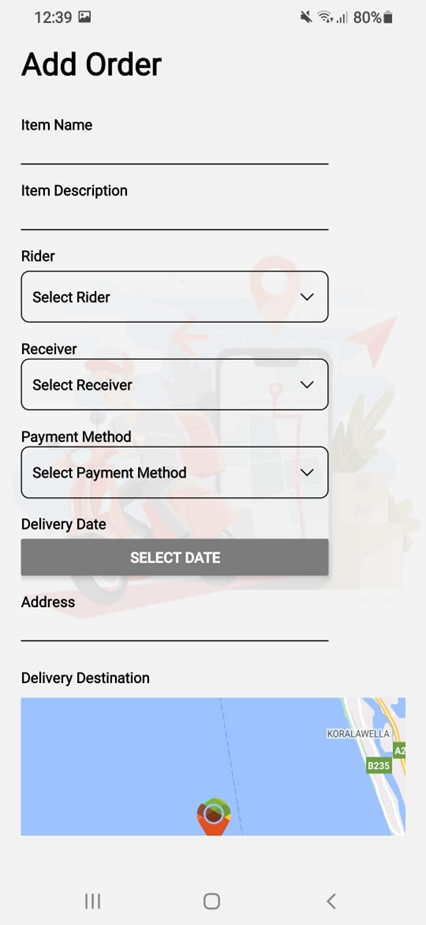 12:39
80%
Add Order
Item Name
Item Description
Rider
Select Rider
Receiver
Select Receiver
Payment Method
Select Payment Method
Delivery Date
SELECT DATE
Address
Delivery Destination
KORALAWELLA
A2
B235